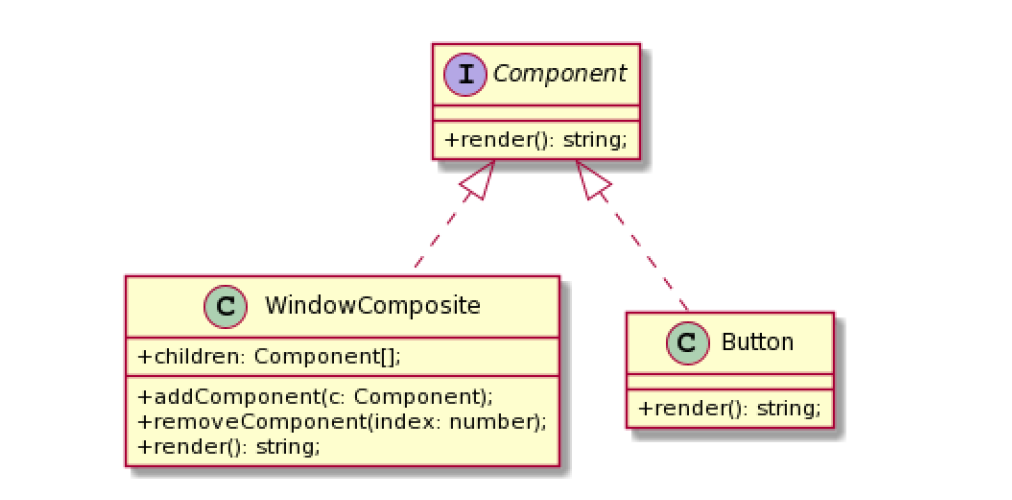 I Component
+render(): string;
C WindowComposite
+children: Component[];
+addComponent(c: Component);
+removeComponent(index: number);
+render(): string;
C Button
+render(): string;